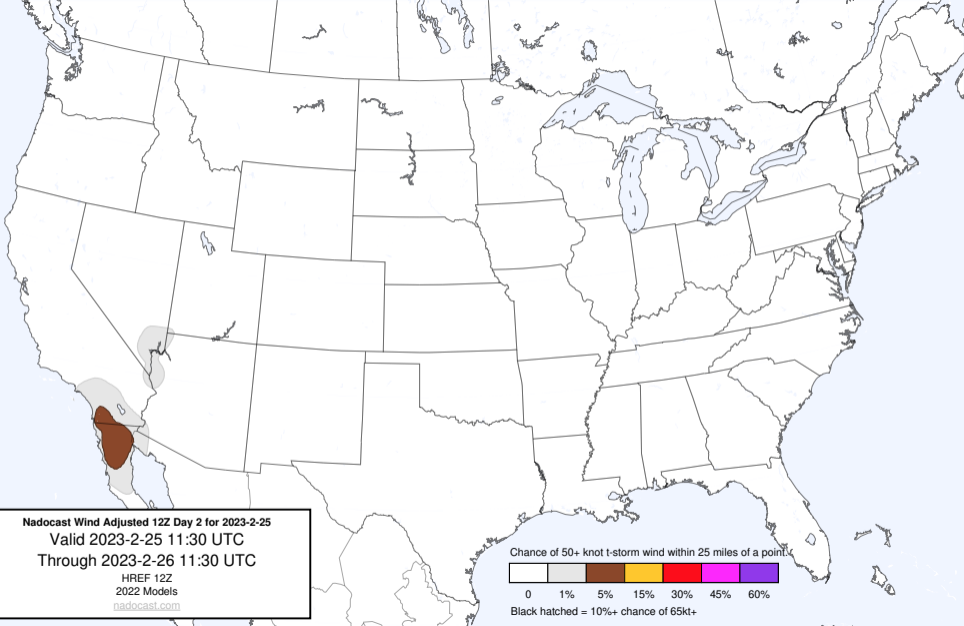 Nadocast Wind Adjusted 12Z Day 2 for 2023-2-25
Valid 2023-2-25 11:30 UTC
Through 2023-2-26 11:30 UTC
HREF 12Z
2022 Models
nadocast.com
Chance of 50+ knot t-storm wind within 25 miles of a point.
0 1% 5% 15% 30% 45% 60%
Black hatched = 10%+ chance of 65kt+